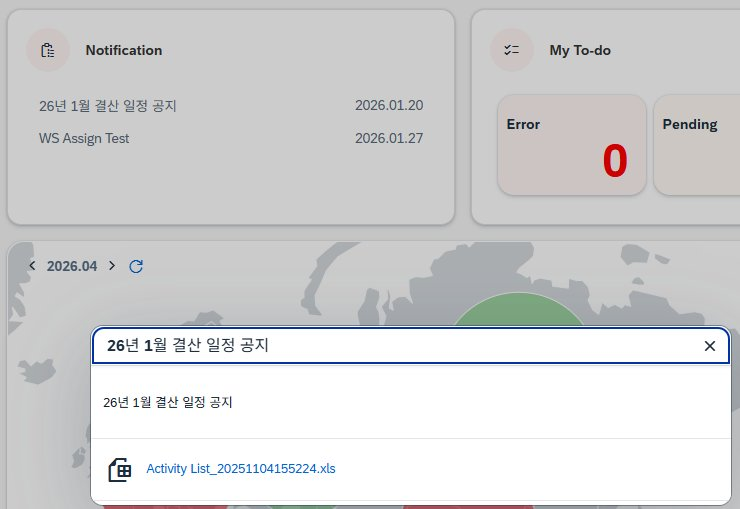 Notification
26년 1월 결산 일정 공지 2026.01.20
WS Assign Test 2026.01.27
My To-do
Error
0
Pending
2026.04
26년 1월 결산 일정 공지
26년 1월 결산 일정 공지
Activity List_20251104155224.xls